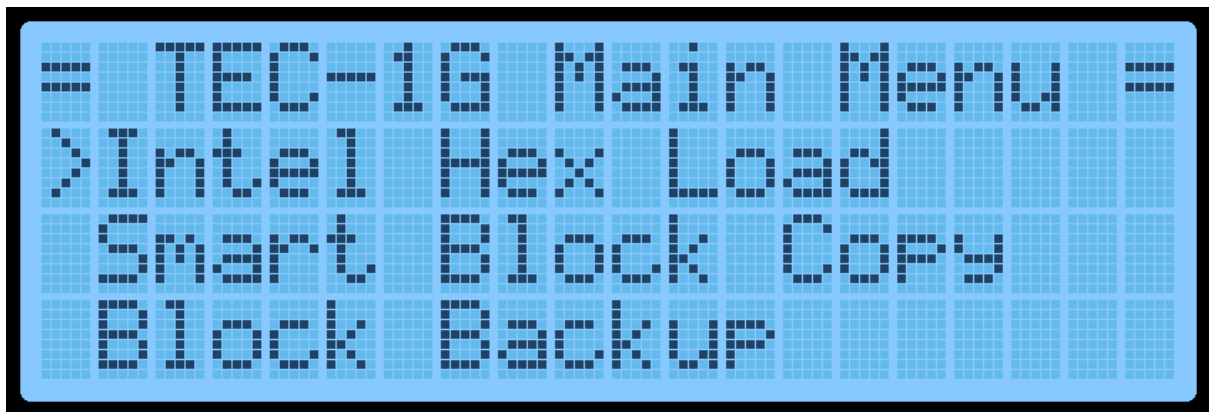 = TEC-1G Main Menu =
>Intel Hex Load
Smart Block Copy
Block Backup